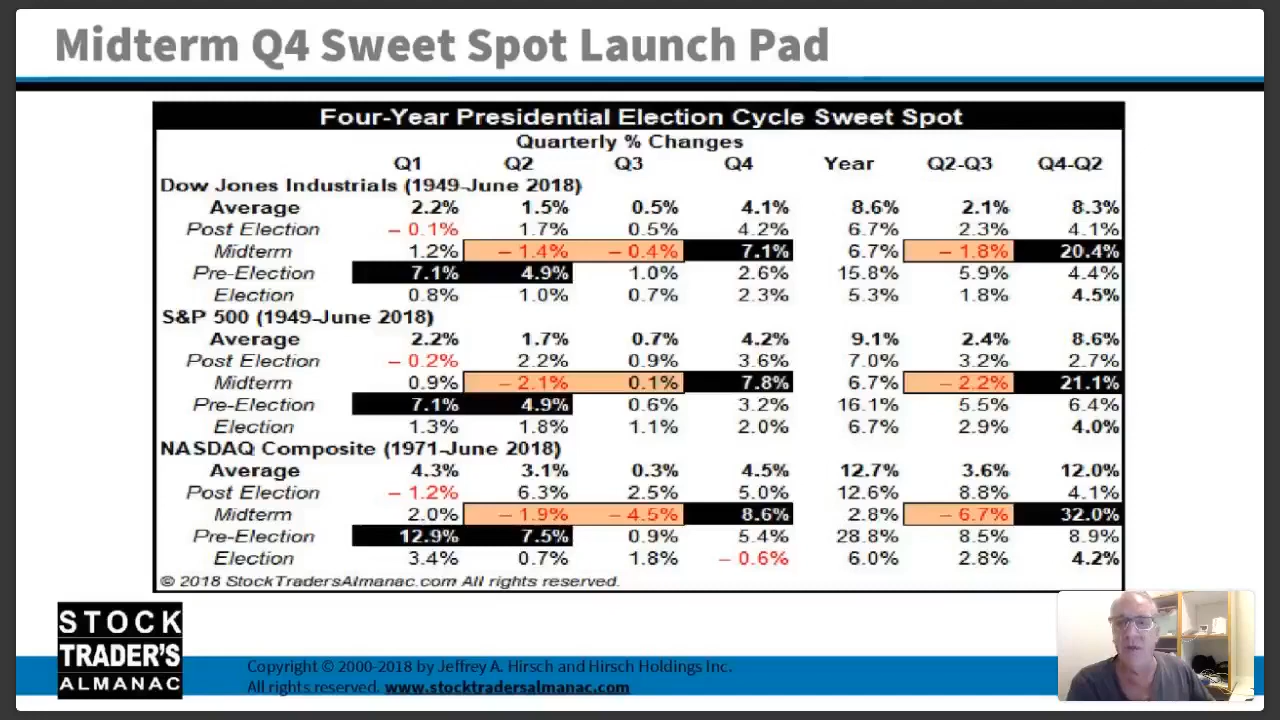 Midterm Q4 Sweet Spot Launch Pad
Four-Year Presidential Election Cycle Sweet Spot
Quarterly % Changes
Q1 Q2 Q3 Q4 Year Q2-Q3 Q4-Q2
Dow Jones Industrials (1949-June 2018)
Average 2.2% 1.5% 0.5% 4.1% 8.6% 2.1% 8.3%
Post Election – 0.1% 1.7% 0.5% 4.2% 6.7% 2.3% 4.1%
Midterm 1.2% – 1.4% – 0.4% 7.1% 6.7% – 1.8% 20.4%
Pre-Election 7.1% 4.9% 1.0% 2.6% 15.8% 5.9% 4.4%
Election 0.8% 1.0% 0.7% 2.3% 5.3% 1.8% 4.5%
S&P 500 (1949-June 2018)
Average 2.2% 1.7% 0.7% 4.2% 9.1% 2.4% 8.6%
Post Election – 0.2% 2.2% 0.9% 3.6% 7.0% 3.2% 2.7%
Midterm 0.9% – 2.1% 0.1% 7.8% 6.7% – 2.2% 21.1%
Pre-Election 7.1% 4.9% 0.6% 3.2% 16.1% 5.5% 6.4%
Election 1.3% 1.8% 1.1% 2.0% 6.7% 2.9% 4.0%
NASDAQ Composite (1971-June 2018)
Average 4.3% 3.1% 0.3% 4.5% 12.7% 3.6% 12.0%
Post Election – 1.2% 6.3% 2.5% 5.0% 12.6% 8.8% 4.1%
Midterm 2.0% – 1.9% – 4.5% 8.6% 2.8% – 6.7% 32.0%
Pre-Election 12.9% 7.5% 0.9% 5.4% 28.8% 8.5% 8.9%
Election 3.4% 0.7% 1.8% – 0.6% 6.0% 2.8% 4.2%
© 2018 StockTradersAlmanac.com All rights reserved.
STOCK
TRADER'S
ALMANAC
Copyright © 2000-2018 by Jeffrey A. Hirsch and Hirsch Holdings Inc.
All rights reserved. www.stocktradersalmanac.com